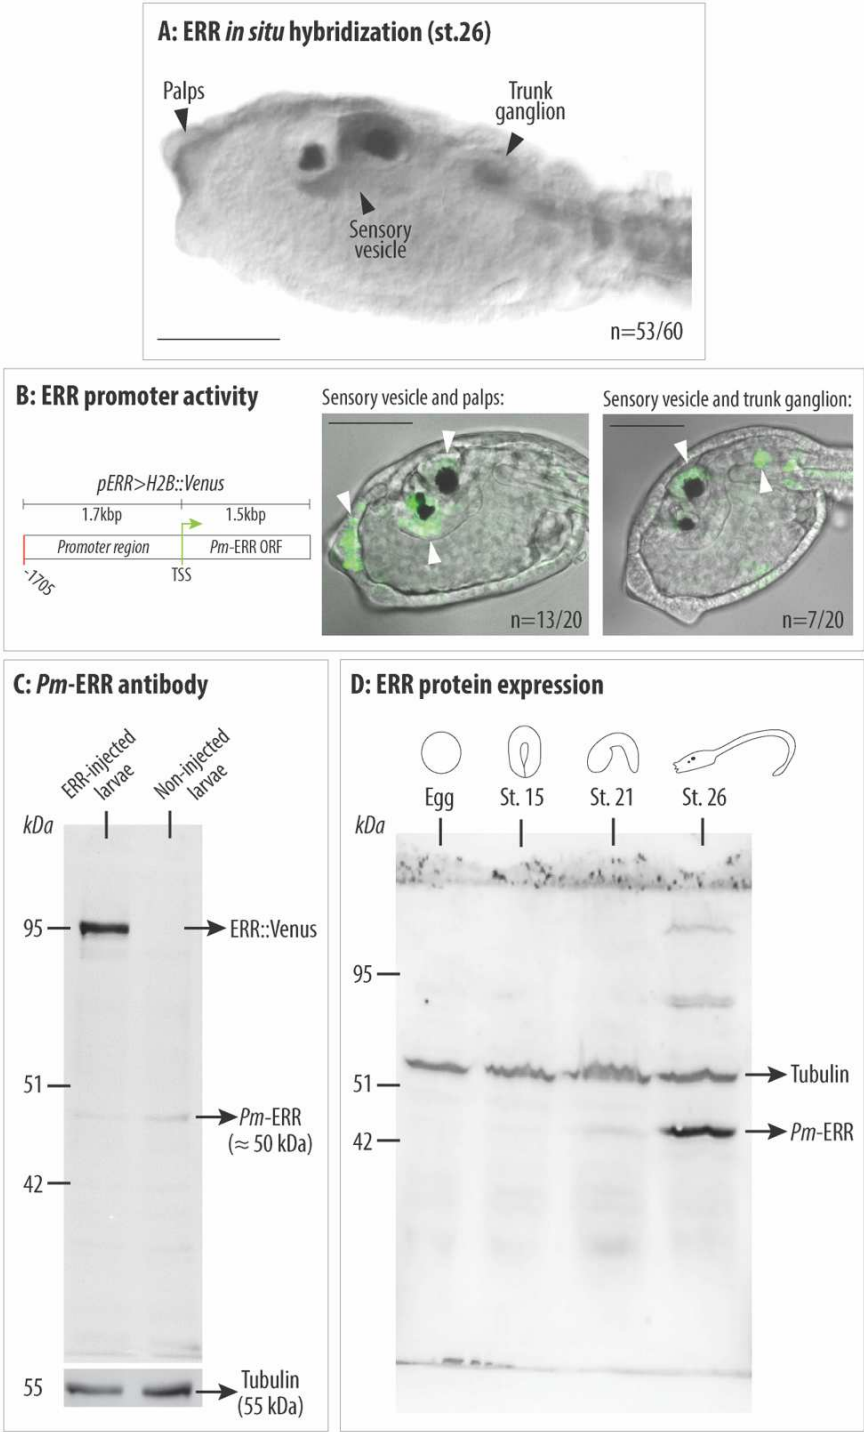 A: ERR in situ hybridization (st.26)
Palps
Trunk
ganglion
Sensory
vesicle
n=53/60
B: ERR promoter activity
Sensory vesicle and palps:
Sensory vesicle and trunk ganglion:
pERR>H2B::Venus
1.7kbp
1.5kbp
Promoter region
Pm-ERR ORF
-1705
TSS
n=13/20
n=7/20
C: Pm-ERR antibody
ERR-injected
larvae
Non-injected
larvae
kDa
95
ERR::Venus
51
Pm-ERR
(≈ 50 kDa)
42
55
Tubulin
(55 kDa)
D: ERR protein expression
Egg
St. 15
St. 21
St. 26
kDa
95
51
Tubulin
42
Pm-ERR